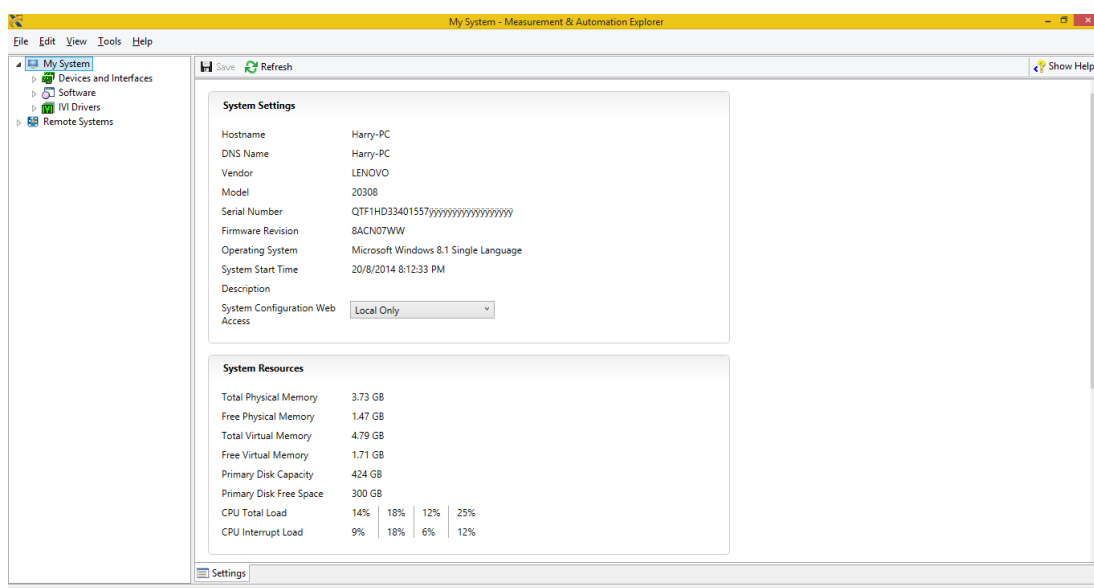 My System - Measurement & Automation Explorer
File Edit View Tools Help
My System
Devices and Interfaces
Software
IVI Drivers
Remote Systems
Save Refresh
Show Help
System Settings
Hostname Harry-PC
DNS Name Harry-PC
Vendor LENOVO
Model 20308
Serial Number QTF1HD33401557ÿÿÿÿÿÿÿÿÿÿÿÿÿÿÿÿÿ
Firmware Revision 8ACN07WW
Operating System Microsoft Windows 8.1 Single Language
System Start Time 20/8/2014 8:12:33 PM
Description
System Configuration Web
Access
Local Only
System Resources
Total Physical Memory 3.73 GB
Free Physical Memory 1.47 GB
Total Virtual Memory 4.79 GB
Free Virtual Memory 1.71 GB
Primary Disk Capacity 424 GB
Primary Disk Free Space 300 GB
CPU Total Load 14% 18% 12% 25%
CPU Interrupt Load 9% 18% 6% 12%
Settings